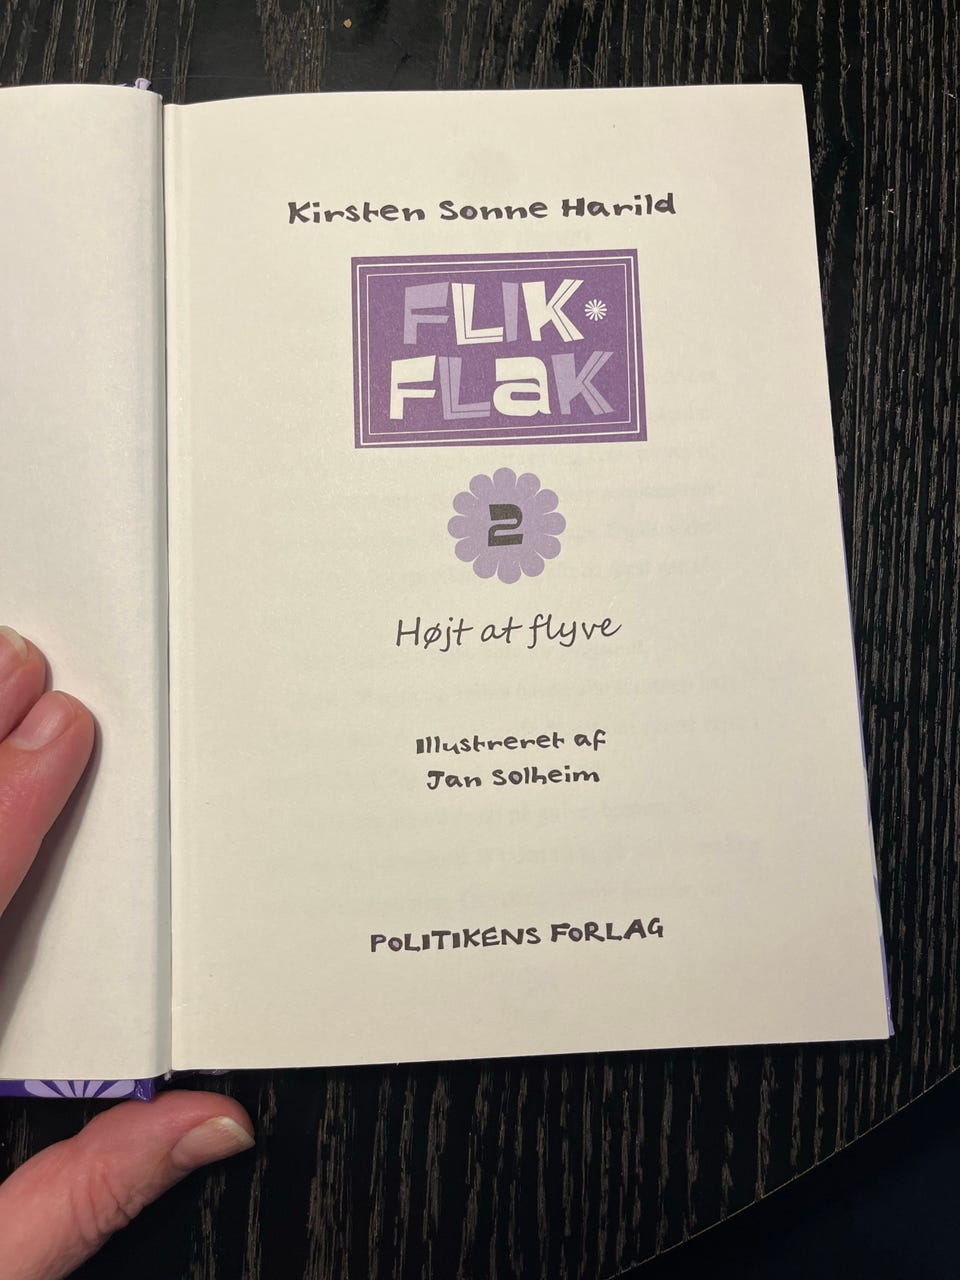 Kirsten Sonne Harild
FLIK
FLaK
2
Højt at flyve
Illustreret af
Jan Solheim
POLITIKENS FORLAG